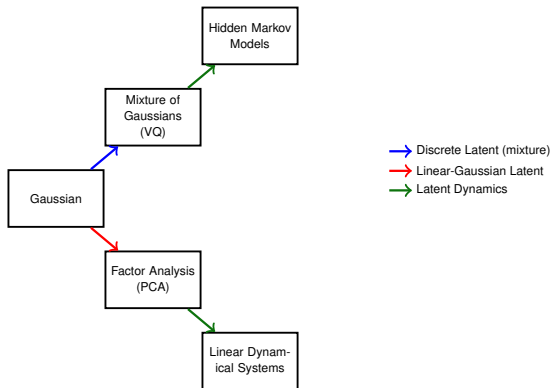 Hidden Markov
Models
Mixture of
Gaussians
(VQ)
Gaussian
Factor Analysis
(PCA)
Linear Dynam-
ical Systems
Discrete Latent (mixture)
Linear-Gaussian Latent
Latent Dynamics